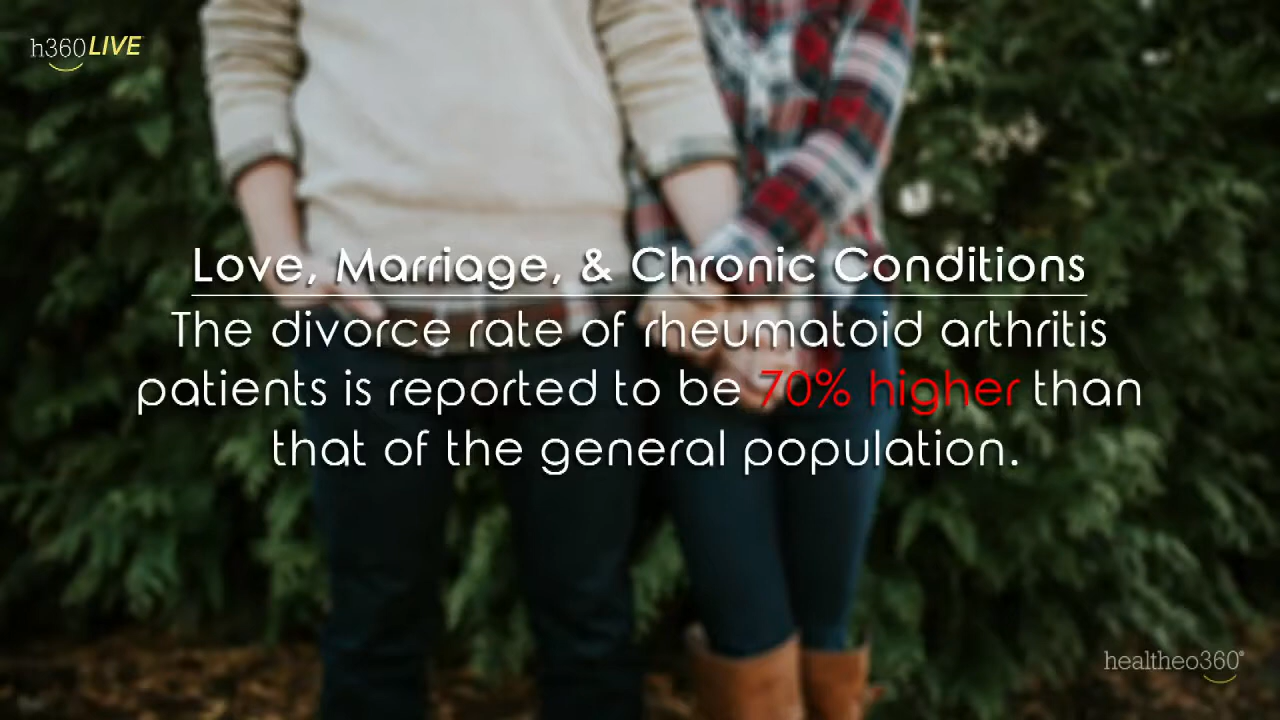 h360LIVE
Love, Marriage, & Chronic Conditions
The divorce rate of rheumatoid arthritis
patients is reported to be 70% higher than
that of the general population.
healtheo360®